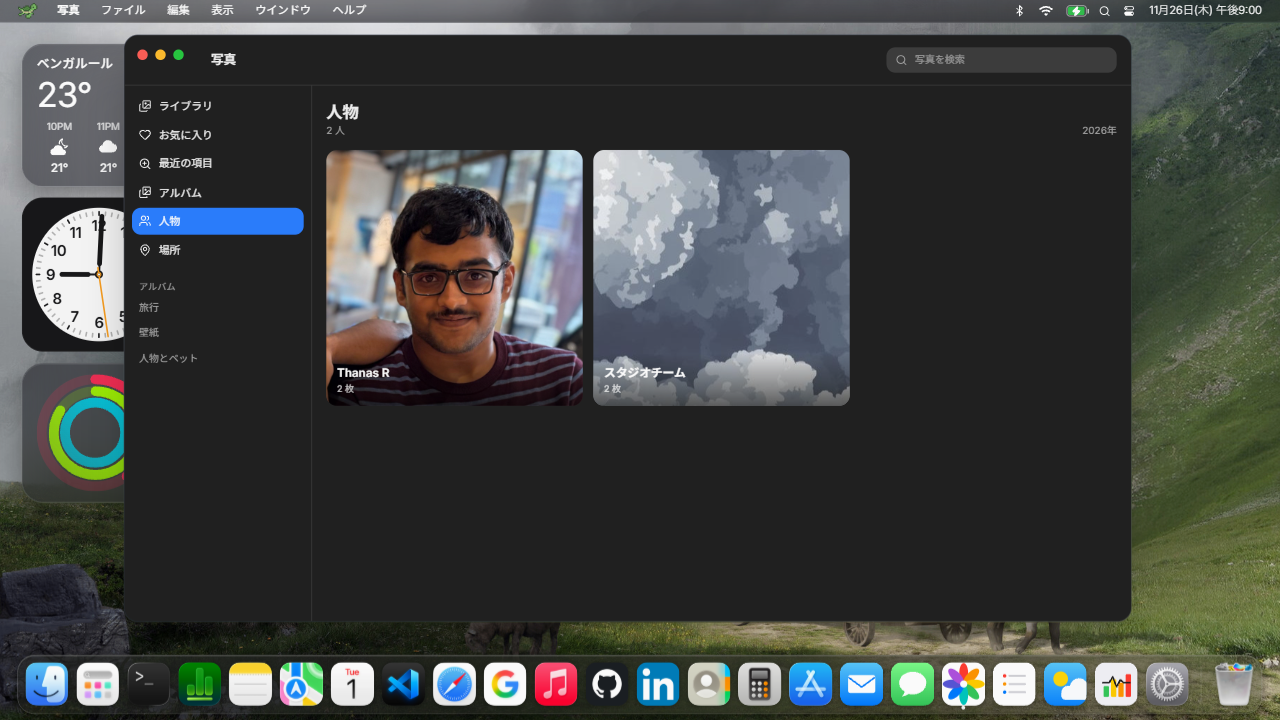 写真 ファイル 編集 表示 ウインドウ ヘルプ 11月26日(木) 午後9:00
ベンガルール
23°
10PM 11PM
21° 21°
11 12
10
9
8
7
6
写真
写真を検索
ライブラリ
お気に入り
最近の項目
アルバム
人物
場所
アルバム
旅行
壁紙
人物とペット
人物
2 人
2026年
Thanas R
2 枚
スタジオチーム
2 枚
>_
Tue
1
G
in